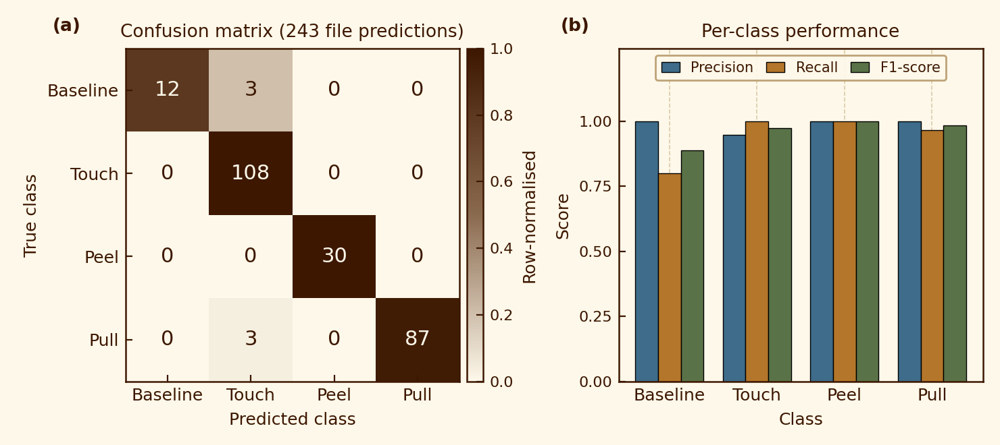 (a)
Confusion matrix (243 file predictions)
True class
Baseline 12 3 0 0
Touch 0 108 0 0
Peel 0 0 30 0
Pull 0 3 0 87
Baseline Touch Peel Pull
Predicted class
1.0
0.8
0.6
0.4
0.2
0.0
Row-normalised
(b)
Per-class performance
Precision Recall F1-score
1.00
0.75
0.50
0.25
0.00
Score
Baseline Touch Peel Pull
Class